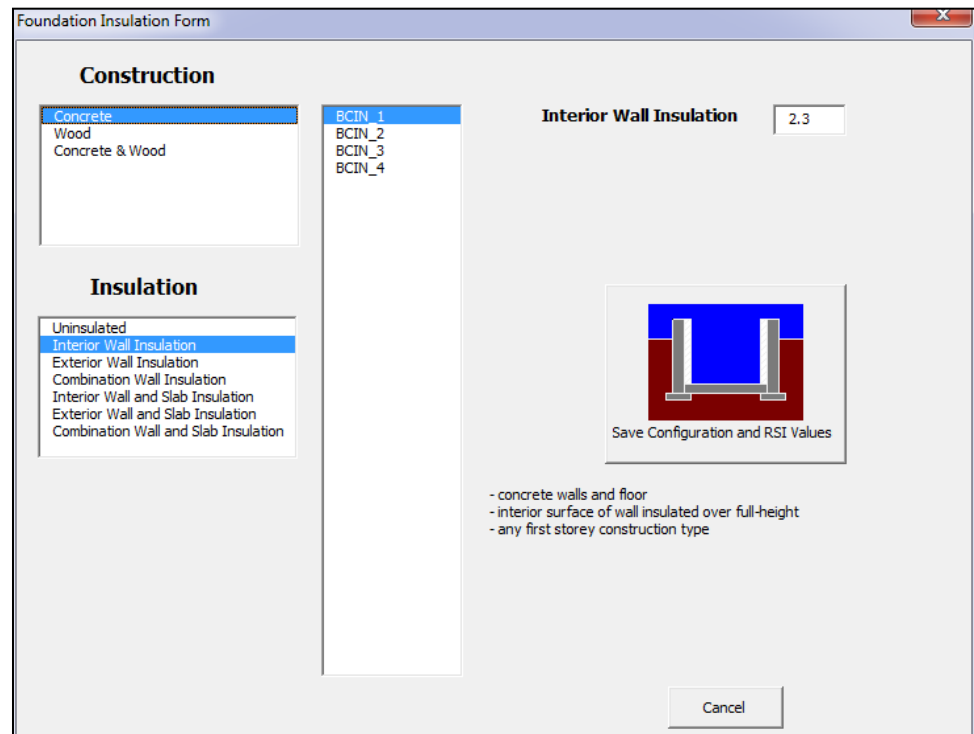 Foundation Insulation Form
X
Construction
Concrete
Wood
Concrete & Wood
BCIN_1
BCIN_2
BCIN_3
BCIN_4
Interior Wall Insulation
2.3
Insulation
Uninsulated
Interior Wall Insulation
Exterior Wall Insulation
Combination Wall Insulation
Interior Wall and Slab Insulation
Exterior Wall and Slab Insulation
Combination Wall and Slab Insulation
Save Configuration and RSI Values
- concrete walls and floor
- interior surface of wall insulated over full-height
- any first storey construction type
Cancel